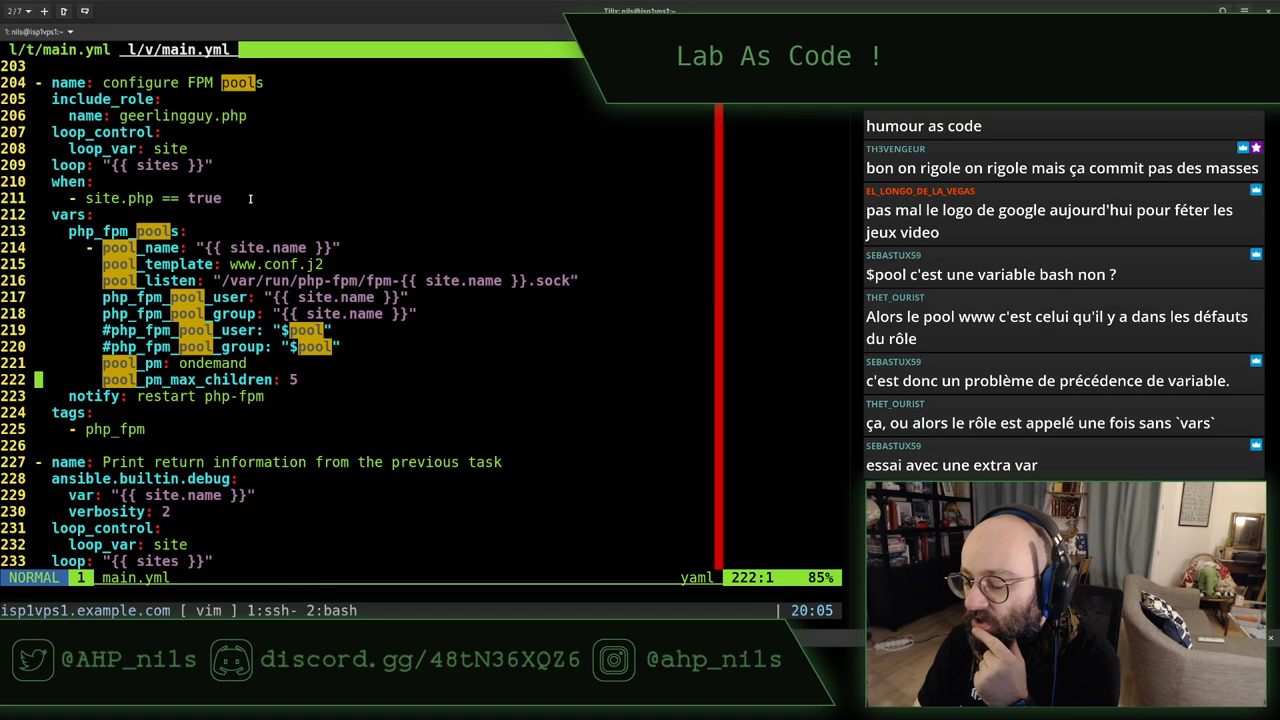 2/7
Tilix: nils@isp1vps1:~
1: nils@isp1vps1:~
l/t/main.yml l/v/main.yml
Lab As Code !
203
204 - name: configure FPM pools
205 include_role:
206 name: geerlingguy.php
207 loop_control:
208 loop_var: site
209 loop: "{{ sites }}"
210 when:
211 - site.php == true
212 vars:
213 php_fpm_pools:
214 - pool_name: "{{ site.name }}"
215 pool_template: www.conf.j2
216 pool_listen: "/var/run/php-fpm/fpm-{{ site.name }}.sock"
217 php_fpm_pool_user: "{{ site.name }}"
218 php_fpm_pool_group: "{{ site.name }}"
219 #php_fpm_pool_user: "$pool"
220 #php_fpm_pool_group: "$pool"
221 pool_pm: ondemand
222 pool_pm_max_children: 5
223 notify: restart php-fpm
224 tags:
225 - php_fpm
226
227 - name: Print return information from the previous task
228 ansible.builtin.debug:
229 var: "{{ site.name }}"
230 verbosity: 2
231 loop_control:
232 loop_var: site
233 loop: "{{ sites }}"
NORMAL 1 main.yml yaml 222:1 85%
isp1vps1.example.com [ vim ] 1:ssh- 2:bash | 20:05
humour as code
TH3VENGEUR
bon on rigole on rigole mais ça commit pas des masses
EL_LONGO_DE_LA_VEGAS
pas mal le logo de google aujourd'hui pour féter les
jeux video
SEBASTUX59
$pool c'est une variable bash non ?
THET_OURIST
Alors le pool www c'est celui qu'il y a dans les défauts
du rôle
SEBASTUX59
c'est donc un problème de précédence de variable.
THET_OURIST
ça, ou alors le rôle est appelé une fois sans `vars`
SEBASTUX59
essai avec une extra var
@AHP_nils discord.gg/48tN36XQZ6 @ahp_nils